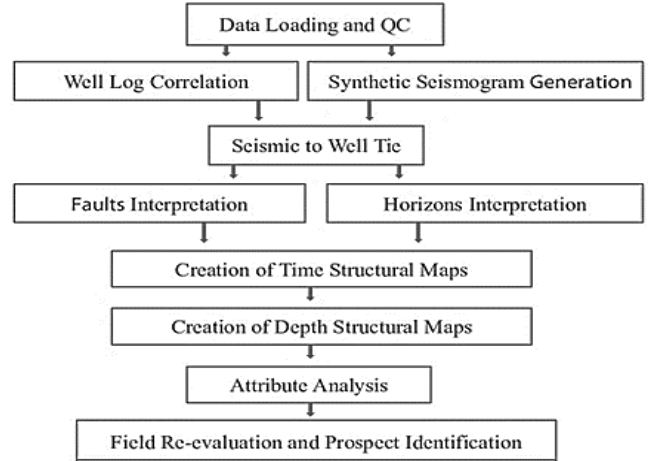 Data Loading and QC
Well Log Correlation
Synthetic Seismogram Generation
Seismic to Well Tie
Faults Interpretation
Horizons Interpretation
Creation of Time Structural Maps
Creation of Depth Structural Maps
Attribute Analysis
Field Re-evaluation and Prospect Identification